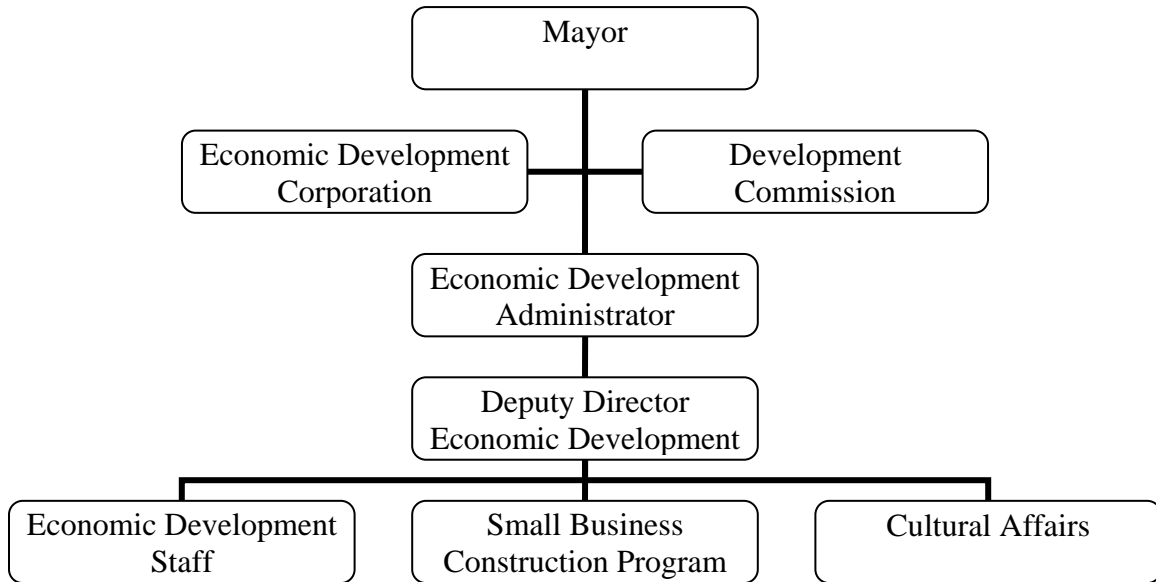 Mayor
Economic Development
Corporation
Development
Commission
Economic Development
Administrator
Deputy Director
Economic Development
Economic Development
Staff
Small Business
Construction Program
Cultural Affairs